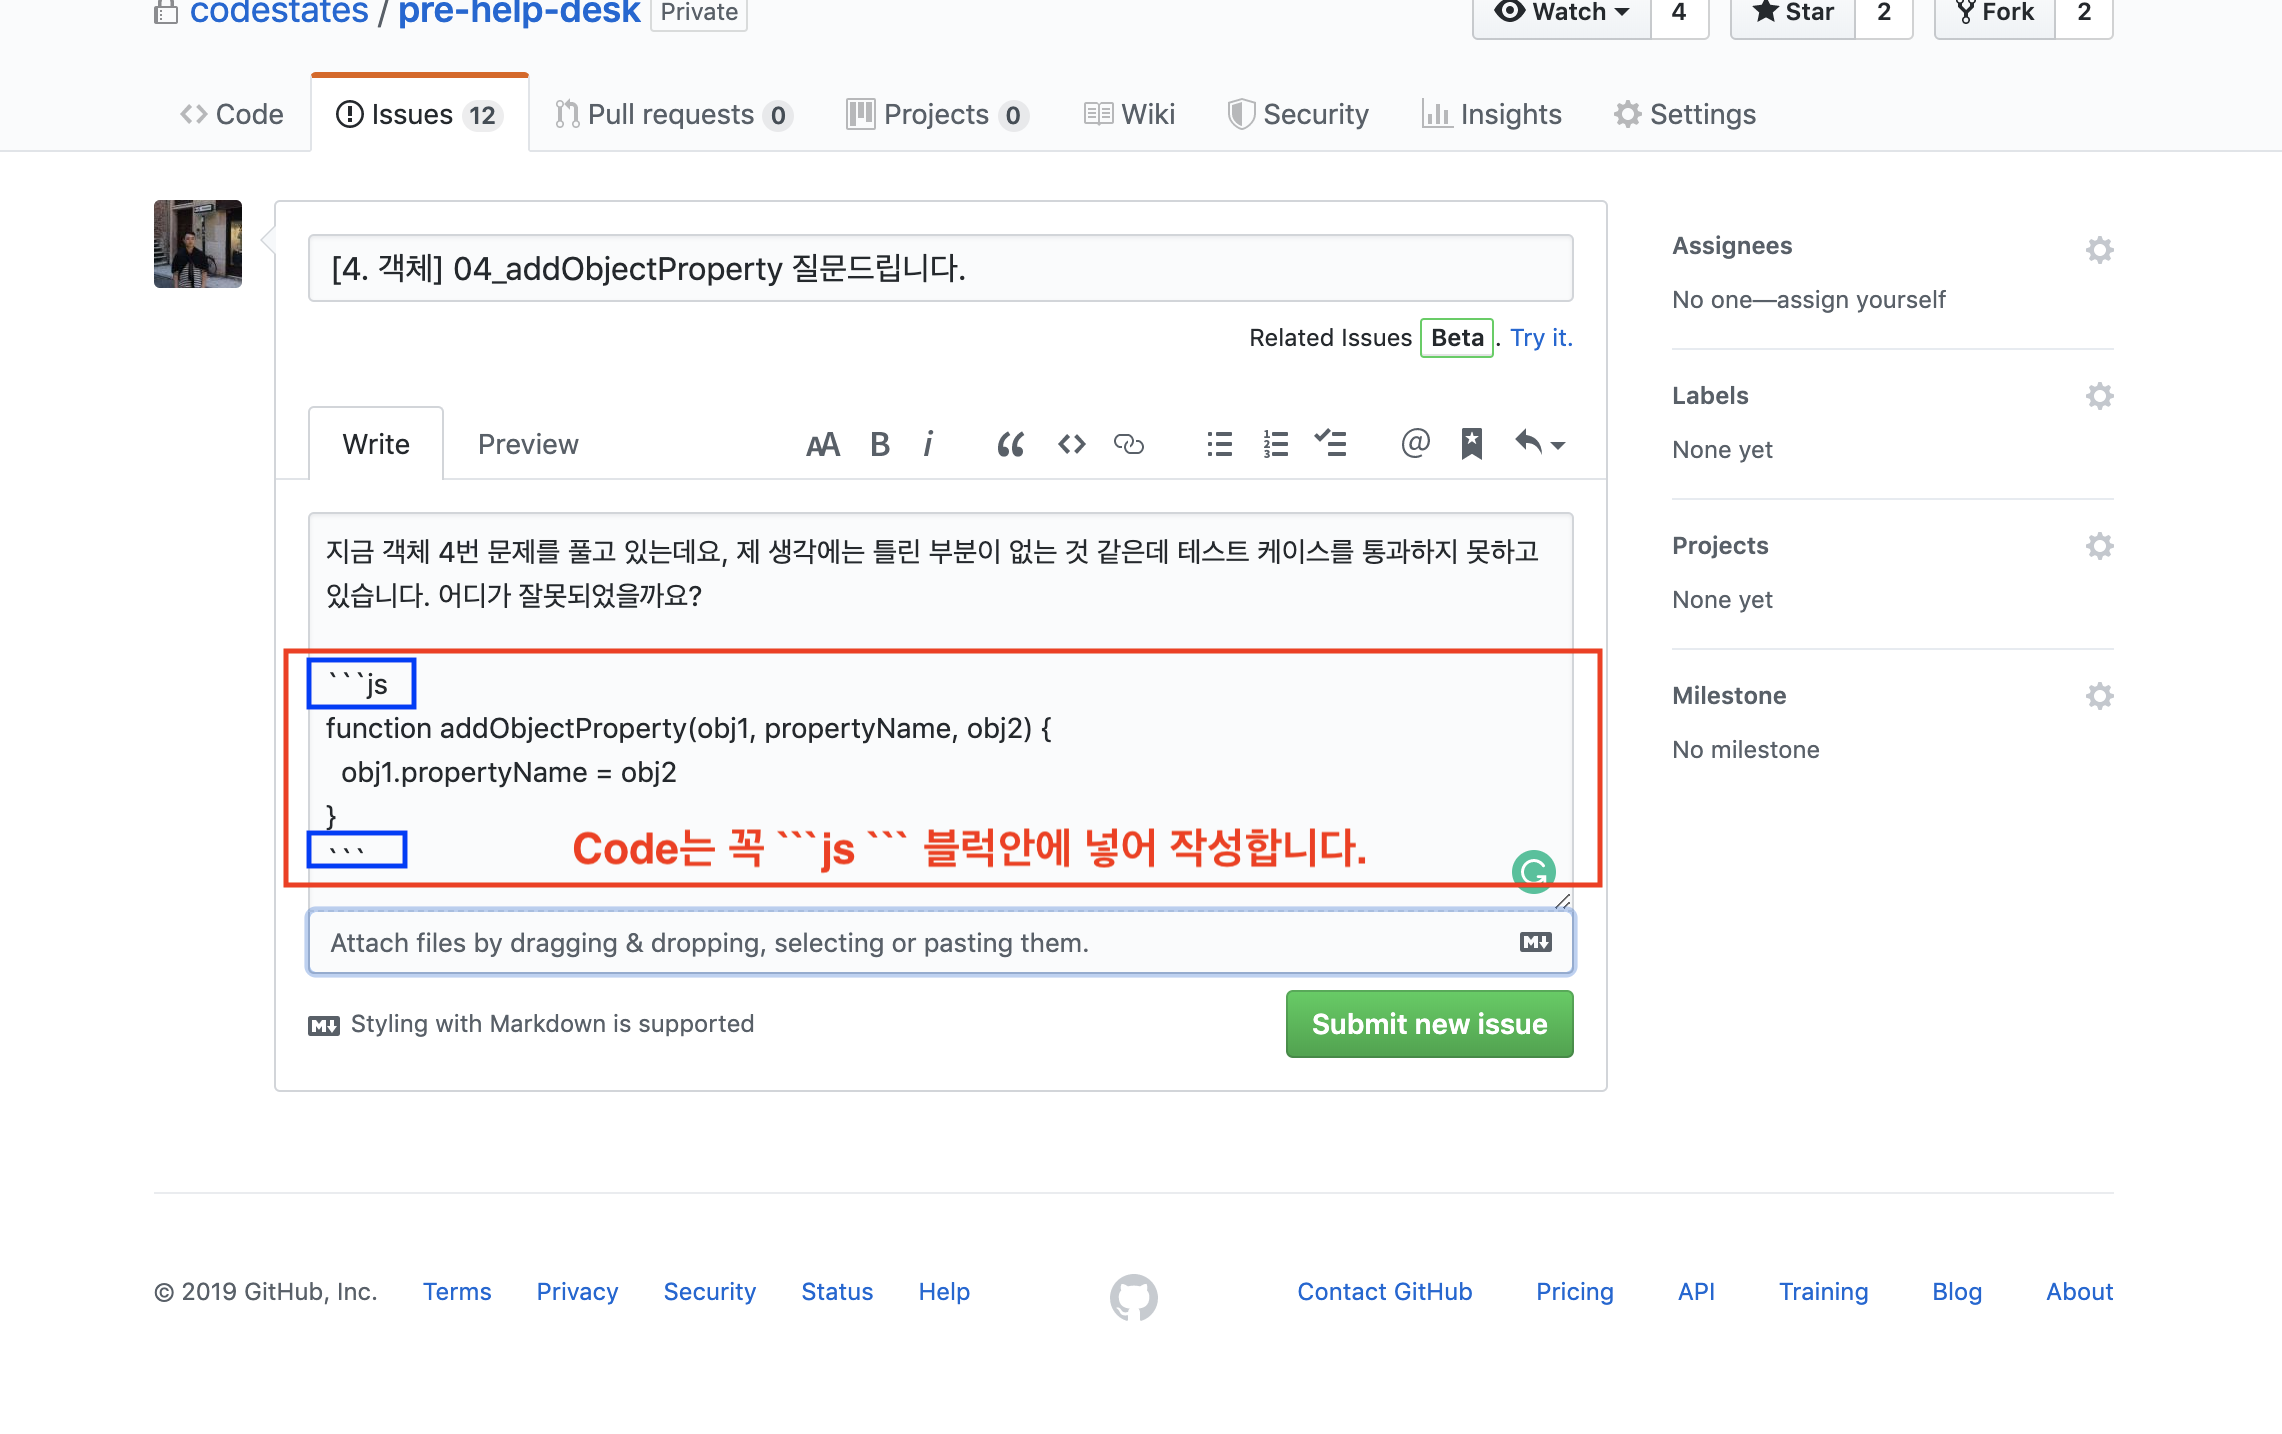 codestates / pre-help-desk Private
Watch 4 Star 2 Fork 2
Code Issues 12 Pull requests 0 Projects 0 Wiki Security Insights Settings
[4. 객체] 04_addObjectProperty 질문드립니다.
Related Issues Beta . Try it.
Write Preview AA B i
지금 객체 4번 문제를 풀고 있는데요, 제 생각에는 틀린 부분이 없는 것 같은데 테스트 케이스를 통과하지 못하고
있습니다. 어디가 잘못되었을까요?
```js
function addObjectProperty(obj1, propertyName, obj2) {
  obj1.propertyName = obj2
}
```
Code는 꼭 ```js ``` 블럭안에 넣어 작성합니다.
Attach files by dragging & dropping, selecting or pasting them.
Styling with Markdown is supported
Submit new issue
Assignees
No one—assign yourself
Labels
None yet
Projects
None yet
Milestone
No milestone
© 2019 GitHub, Inc. Terms Privacy Security Status Help Contact GitHub Pricing API Training Blog About